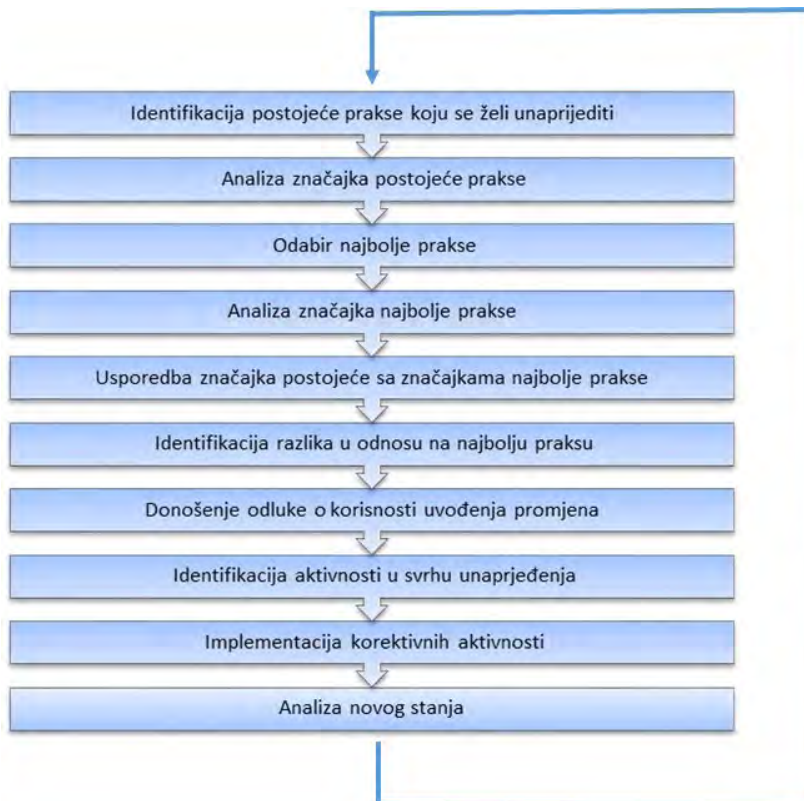 Identifikacija postojeće prakse koju se želi unaprijediti
Analiza značajka postojeće prakse
Odabir najbolje prakse
Analiza značajka najbolje prakse
Usporedba značajka postojeće sa značajkama najbolje prakse
Identifikacija razlika u odnosu na najbolju praksu
Donošenje odluke o korisnosti uvođenja promjena
Identifikacija aktivnosti u svrhu unaprjeđenja
Implementacija korektivnih aktivnosti
Analiza novog stanja